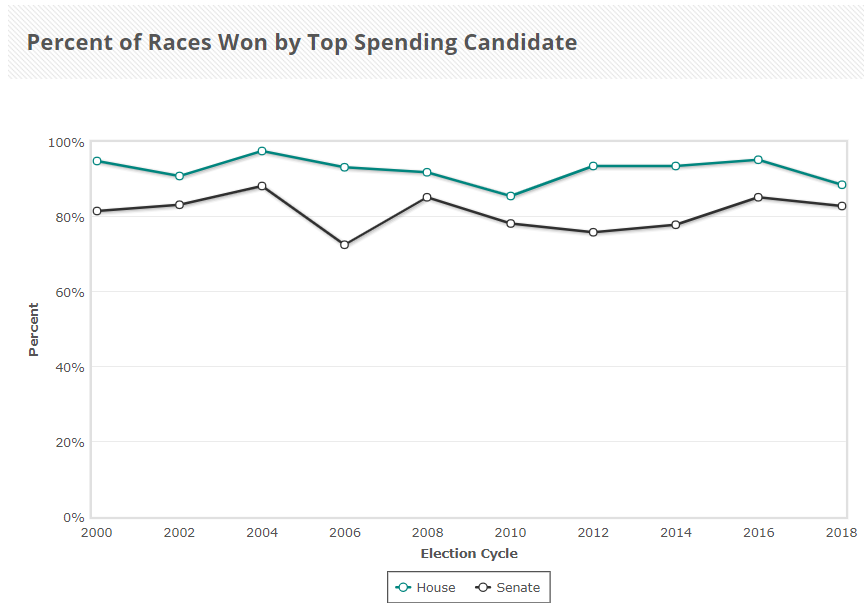 Percent of Races Won by Top Spending Candidate
100%
80%
60%
40%
20%
0%
Percent
2000 2002 2004 2006 2008 2010 2012 2014 2016 2018
Election Cycle
House Senate